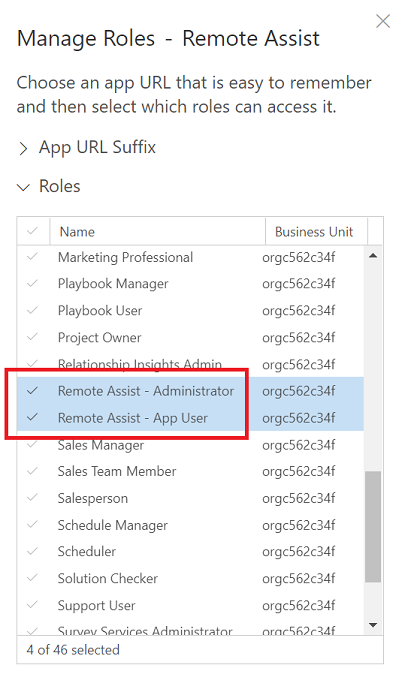 Manage Roles - Remote Assist
Choose an app URL that is easy to remember
and then select which roles can access it.
App URL Suffix
Roles
Name Business Unit
Marketing Professional orgc562c34f
Playbook Manager orgc562c34f
Playbook User orgc562c34f
Project Owner orgc562c34f
Relationship Insights Admin orgc562c34f
Remote Assist - Administrator orgc562c34f
Remote Assist - App User orgc562c34f
Sales Manager orgc562c34f
Sales Team Member orgc562c34f
Salesperson orgc562c34f
Schedule Manager orgc562c34f
Scheduler orgc562c34f
Solution Checker orgc562c34f
Support User orgc562c34f
Survey Services Administrator orgc562c34f
4 of 46 selected